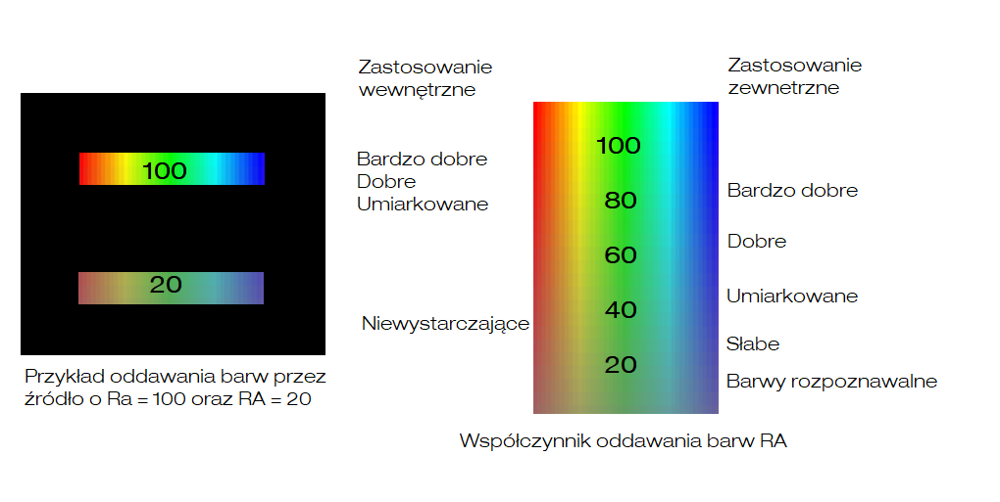 100
20
Przykład oddawania barw przez
źródło o Ra = 100 oraz RA = 20
Zastosowanie
wewnętrzne
Bardzo dobre
Dobre
Umiarkowane
Niewystarczające
100
80
60
40
20
Zastosowanie
zewnetrzne
Bardzo dobre
Dobre
Umiarkowane
Słabe
Barwy rozpoznawalne
Współczynnik oddawania barw RA